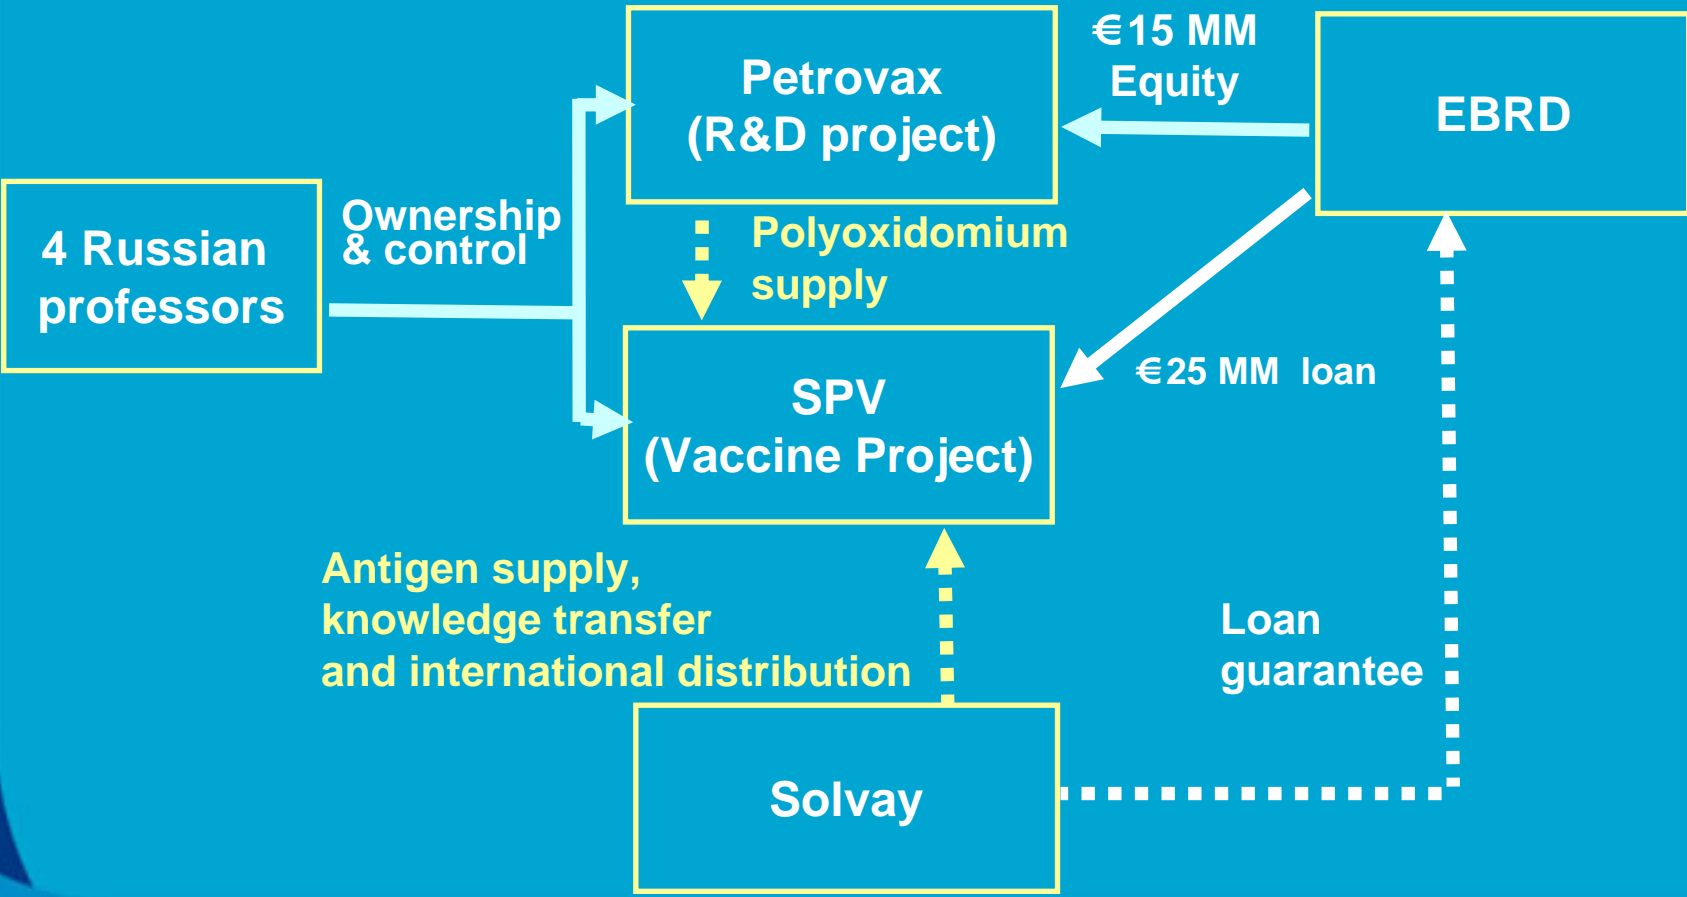 Petrovax
(R&D project)
€15 MM
Equity
EBRD
4 Russian
professors
Ownership
& control
Polyoxidomium
supply
SPV
(Vaccine Project)
€25 MM loan
Antigen supply,
knowledge transfer
and international distribution
Loan
guarantee
Solvay